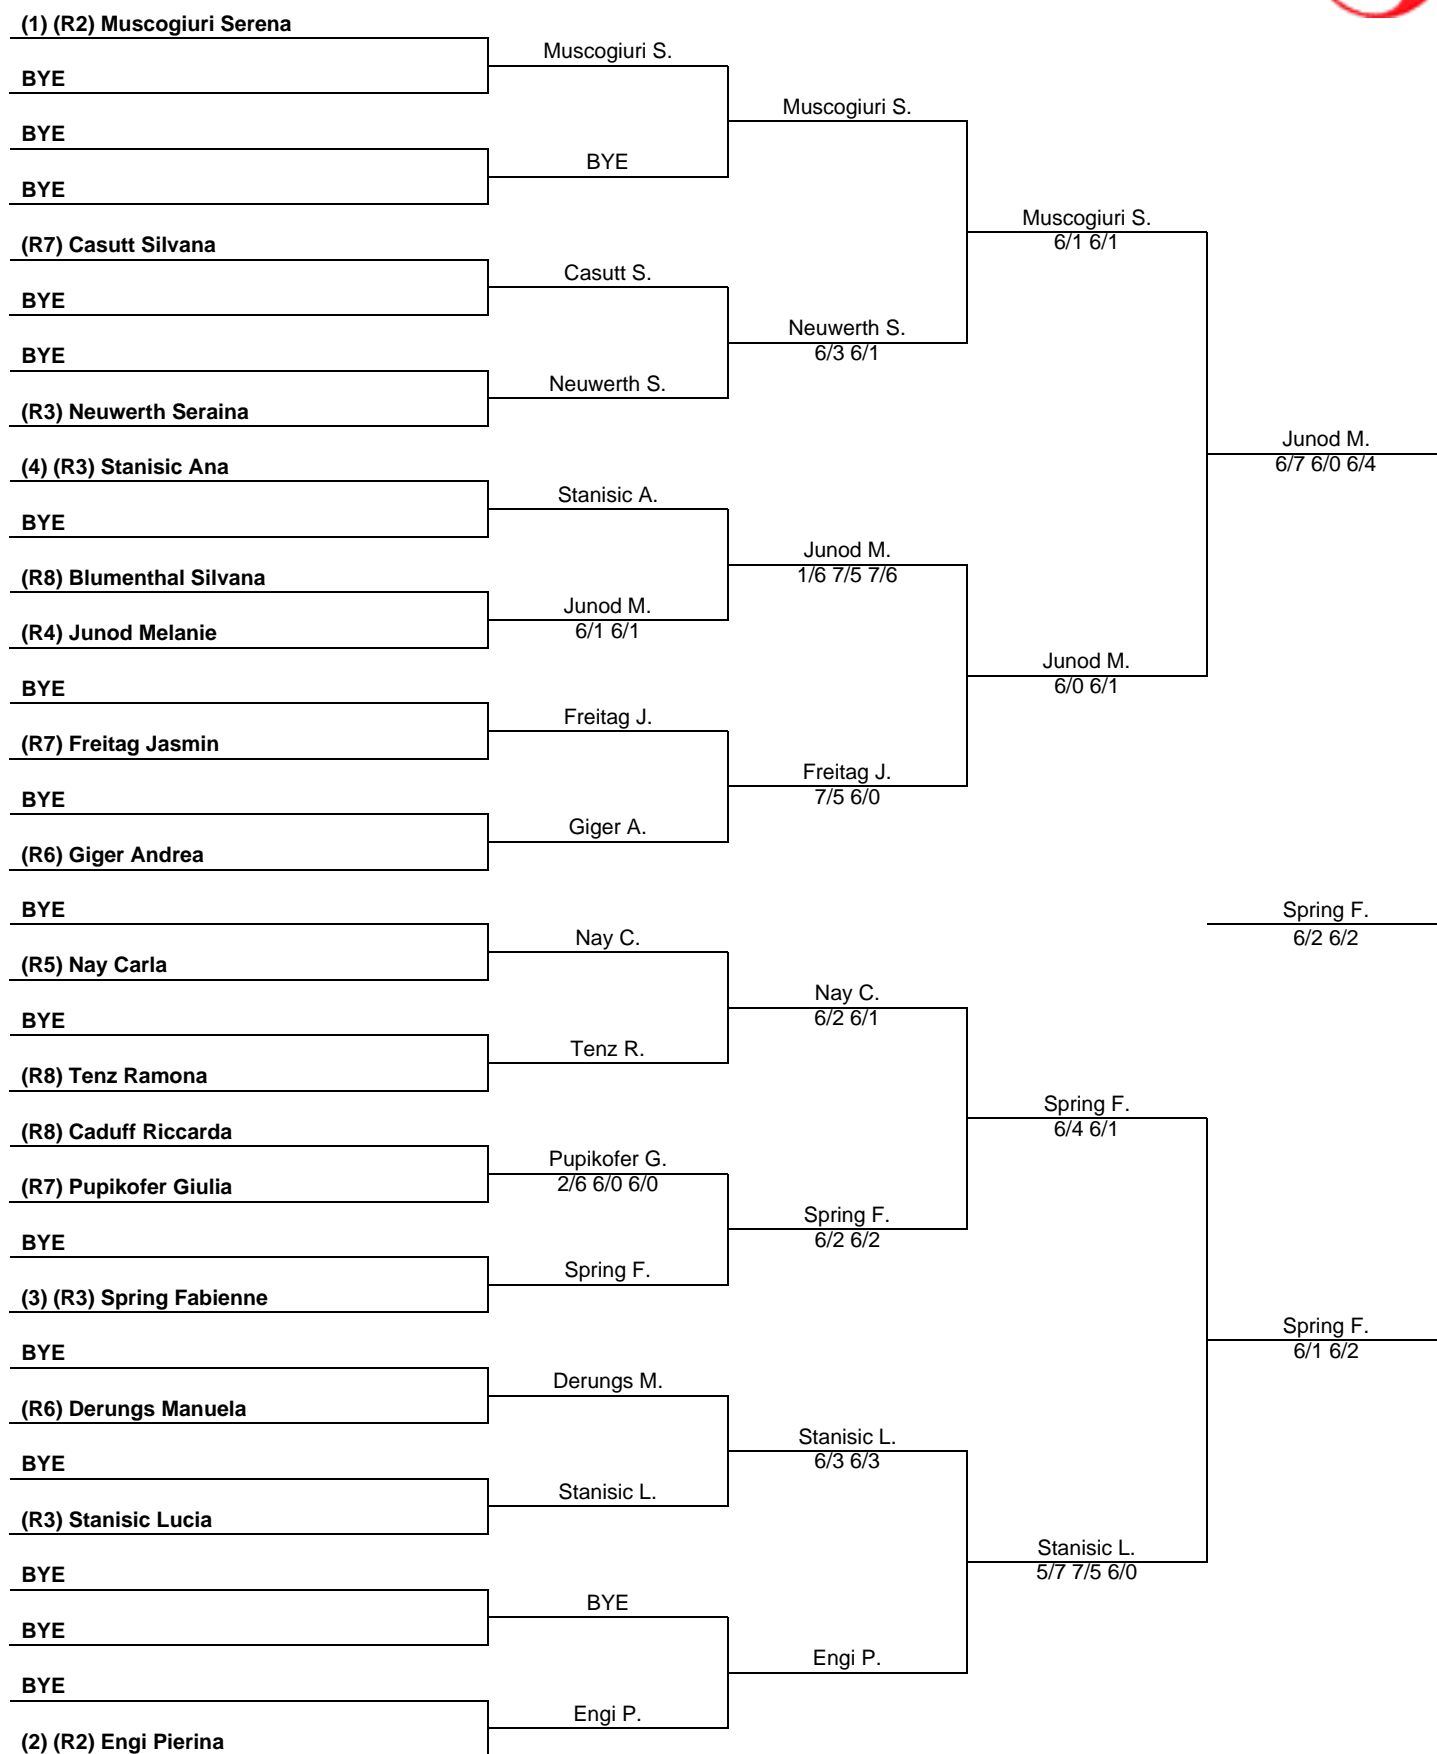 (1) (R2) Muscogiuri Serena
BYE
BYE
BYE
(R7) Casutt Silvana
BYE
BYE
(R3) Neuwerth Seraina
(4) (R3) Stanisic Ana
BYE
(R8) Blumenthal Silvana
(R4) Junod Melanie
BYE
(R7) Freitag Jasmin
BYE
(R6) Giger Andrea
BYE
(R5) Nay Carla
BYE
(R8) Tenz Ramona
(R8) Caduff Riccarda
(R7) Pupikofer Giulia
BYE
(3) (R3) Spring Fabienne
BYE
(R6) Derungs Manuela
BYE
(R3) Stanisic Lucia
BYE
BYE
BYE
(2) (R2) Engi Pierina
Muscogiuri S.
BYE
Casutt S.
Neuwerth S.
Stanisic A.
Junod M.
6/1 6/1
Freitag J.
Giger A.
Nay C.
Tenz R.
Pupikofer G.
2/6 6/0 6/0
Spring F.
Derungs M.
Stanisic L.
BYE
Engi P.
Muscogiuri S.
Neuwerth S.
6/3 6/1
Junod M.
1/6 7/5 7/6
Freitag J.
7/5 6/0
Nay C.
6/2 6/1
Spring F.
6/2 6/2
Stanisic L.
6/3 6/3
Engi P.
Muscogiuri S.
6/1 6/1
Junod M.
6/0 6/1
Spring F.
6/4 6/1
Stanisic L.
5/7 7/5 6/0
Junod M.
6/7 6/0 6/4
Spring F.
6/2 6/2
Spring F.
6/1 6/2